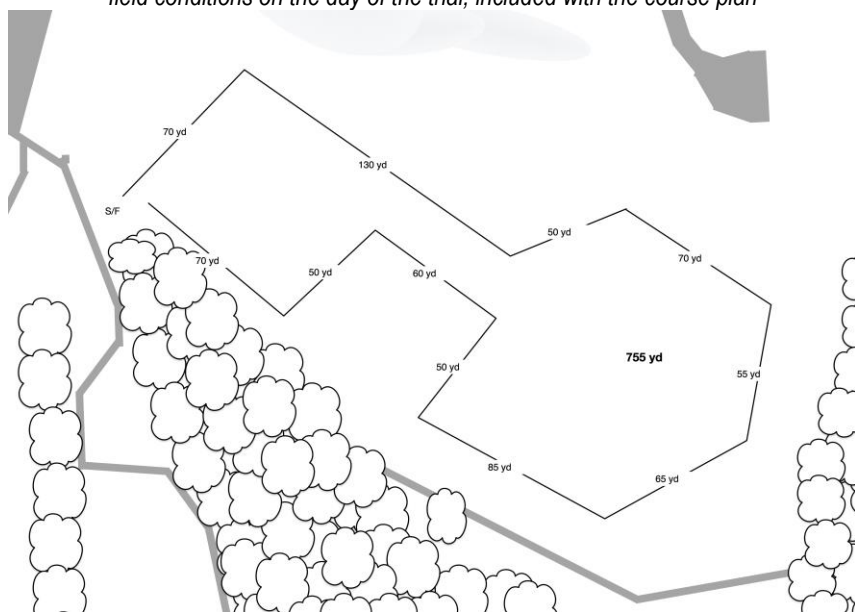 field conditions on the day of the trial, included with the course plan
70 yd
130 yd
S/F
50 yd
70 yd
70 yd
50 yd
60 yd
755 yd
50 yd
55 yd
85 yd
65 yd